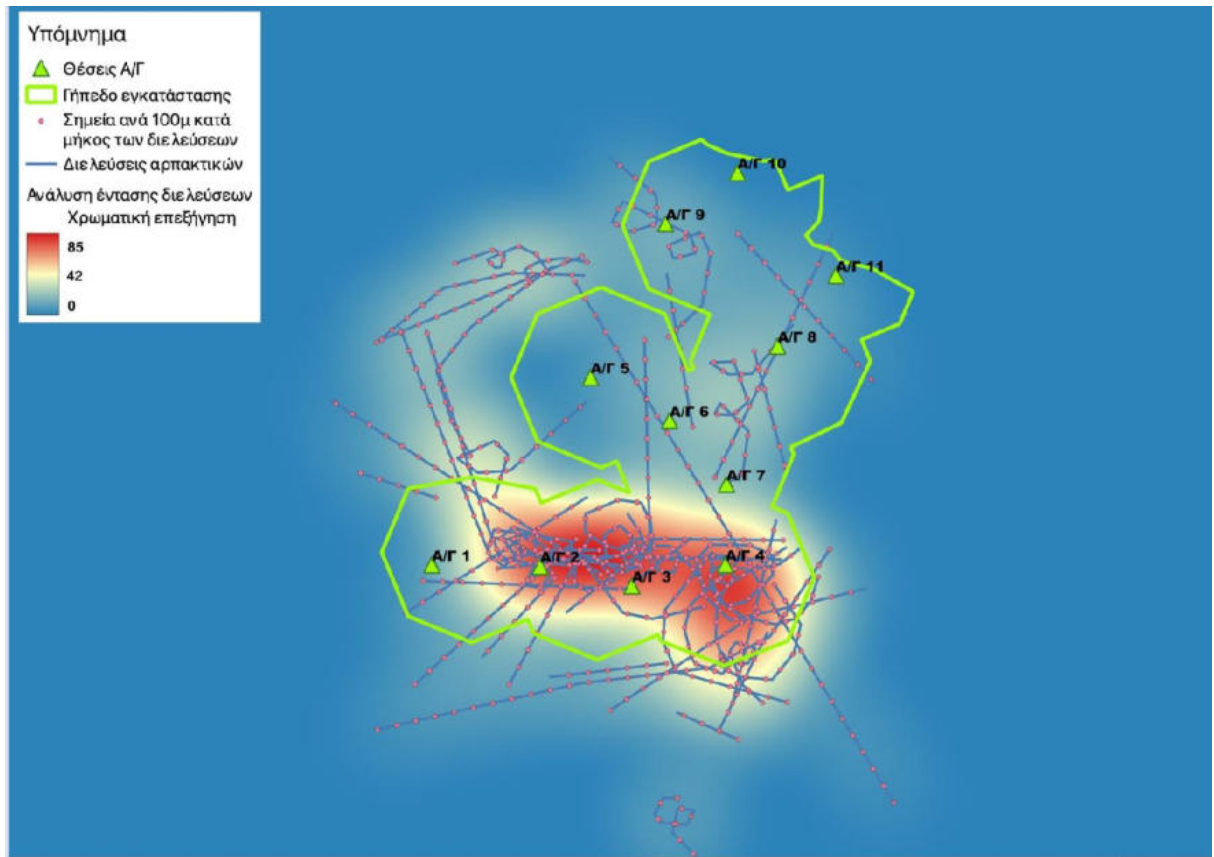 Υπόμνημα
Θέσεις Α/Γ
Γήπεδο εγκατάστασης
Σημεία ανά 100μ κατά
μήκος των διελεύσεων
Διελεύσεις αρπακτικών
Ανάλυση έντασης διελεύσεων
Χρωματική επεξήγηση
85
42
0
Α/Γ 10
Α/Γ 9
Α/Γ 11
Α/Γ 8
Α/Γ 5
Α/Γ 6
Α/Γ 7
Α/Γ 1
Α/Γ 2
Α/Γ 4
Α/Γ 3